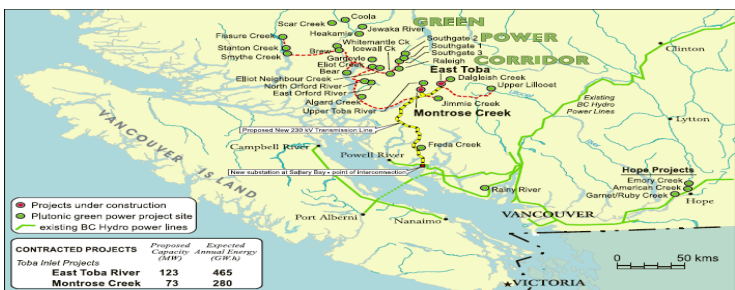 Coola
Scar Creek
GREEN
Fissure Creek
Heakamie
Jewaka River
Southgate 2
POWER
Whitemantle Ck
Southgate 1
Stanton Creek
Brew
Icewall Ck
Southgate 3
CORRIDOR
Clinton
Smythe Creek
Gargoyle
Raleigh
Eliot Creek
East Toba
Bear
Dalgleish Creek
Elliot Neighbour Creek
Upper Lillooet
North Orford River
East Orford River
Existing
BC Hydro
Power Lines
Algard Creek
Jimmie Creek
Upper Toba River
Montrose Creek
Lytton
Proposed New 230 kV Transmission Line
VANCOUVER ISLAND
Campbell River
Freda Creek
Powell River
New substation at Saltery Bay - point of Interconnection
Hope Projects
Emory Creek
American Creek
Garnet/Ruby Creek
Hope
Rainy River
Projects under construction
Plutonic green power project site
existing BC Hydro power lines
Port Alberni
Nanaimo
VANCOUVER
CONTRACTED PROJECTS
Proposed Capacity (MW)
Expected Annual Energy (GW.h)
Toba Inlet Projects
East Toba River 123 465
Montrose Creek 73 280
0 50 kms
VICTORIA